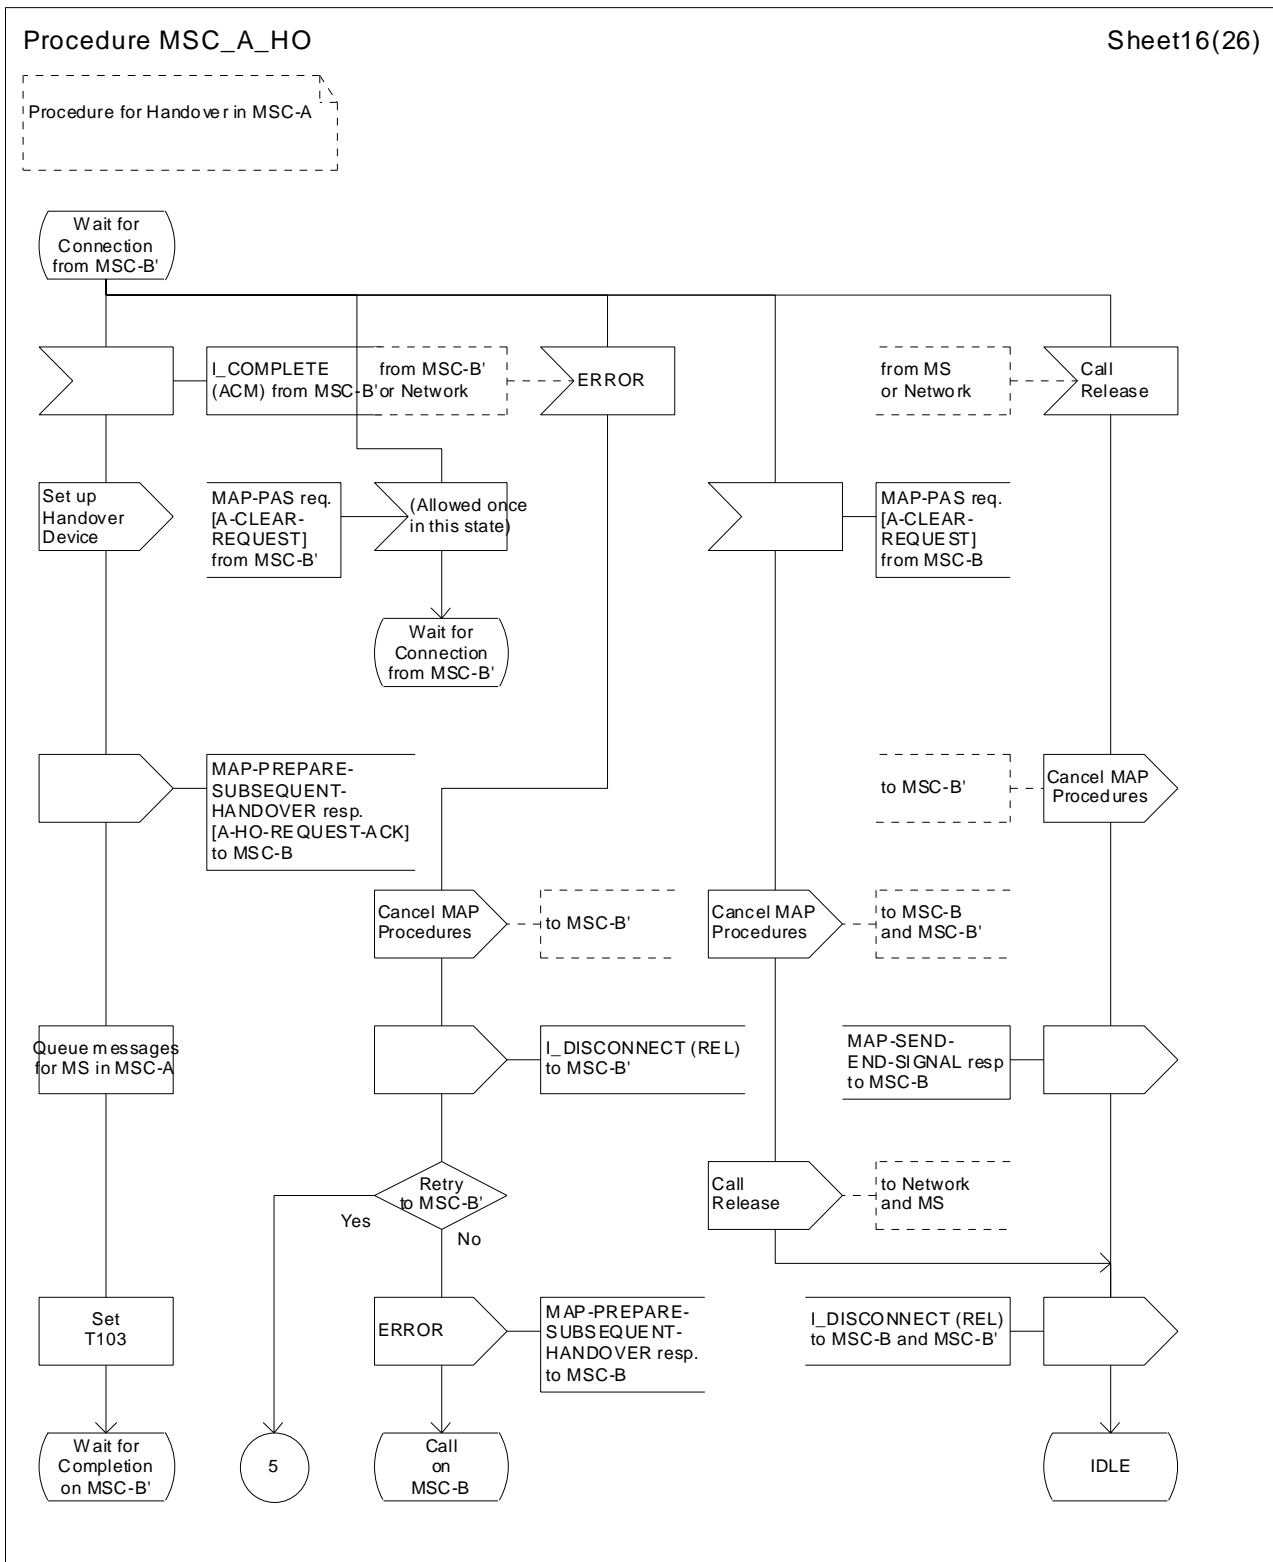 Procedure MSC_A_HO
Sheet16(26)
Procedure for Handover in MSC-A
Wait for
Connection
from MSC-B'
I_COMPLETE
(ACM) from MSC-B'
from MSC-B'
or Network
ERROR
from MS
or Network
Call
Release
Set up
Handover
Device
MAP-PAS req.
[A-CLEAR-
REQUEST]
from MSC-B'
(Allowed once
in this state)
MAP-PAS req.
[A-CLEAR-
REQUEST]
from MSC-B
Wait for
Connection
from MSC-B'
MAP-PREPARE-
SUBSEQUENT-
HANDOVER resp.
[A-HO-REQUEST-ACK]
to MSC-B
to MSC-B'
Cancel MAP
Procedures
Cancel MAP
Procedures
to MSC-B'
Cancel MAP
Procedures
to MSC-B
and MSC-B'
Queue messages
for MS in MSC-A
I_DISCONNECT (REL)
to MSC-B'
MAP-SEND-
END-SIGNAL resp
to MSC-B
Retry
to MSC-B'
Yes
No
Call
Release
to Network
and MS
Set
T103
ERROR
MAP-PREPARE-
SUBSEQUENT-
HANDOVER resp.
to MSC-B
I_DISCONNECT (REL)
to MSC-B and MSC-B'
Wait for
Completion
on MSC-B'
5
Call
on
MSC-B
IDLE